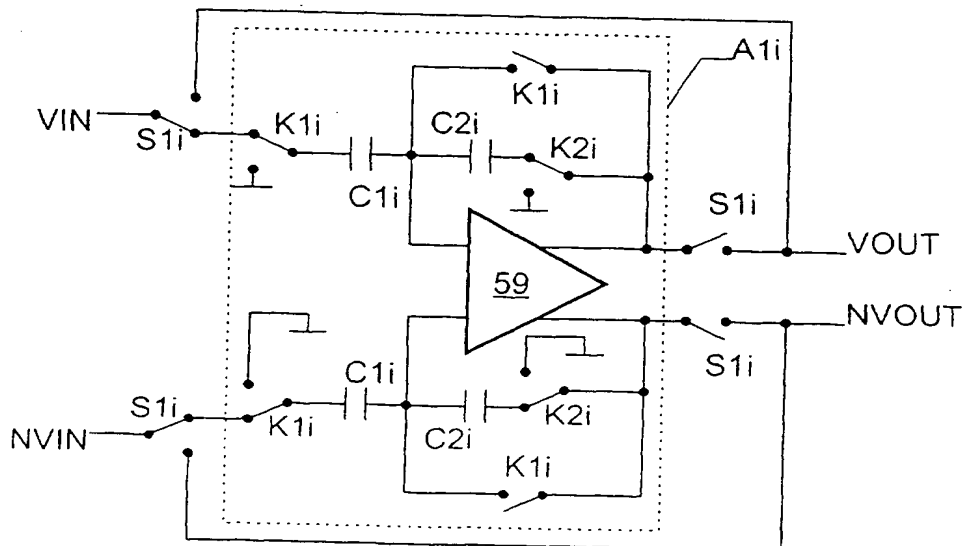 A1i
K1i
VIN
S1i
K1i
C2i
K2i
C1i
S1i
VOUT
59
NVOUT
S1i
C1i
S1i
K1i
K2i
NVIN
C2i
K1i